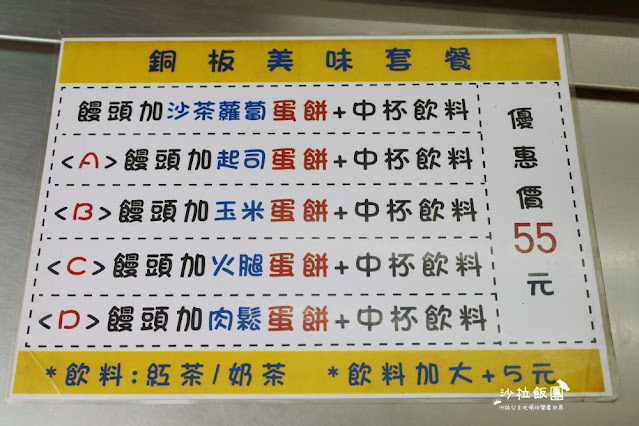 銅板美味套餐
饅頭加沙茶蘿蔔蛋餅+中杯飲料
<A>饅頭加起司蛋餅+中杯飲料
<B>饅頭加玉米蛋餅+中杯飲料
<C>饅頭加火腿蛋餅+中杯飲料
<D>饅頭加肉鬆蛋餅+中杯飲料
優惠價55元
*飲料:紅茶/奶茶 *飲料加大+5元
沙拉飯團